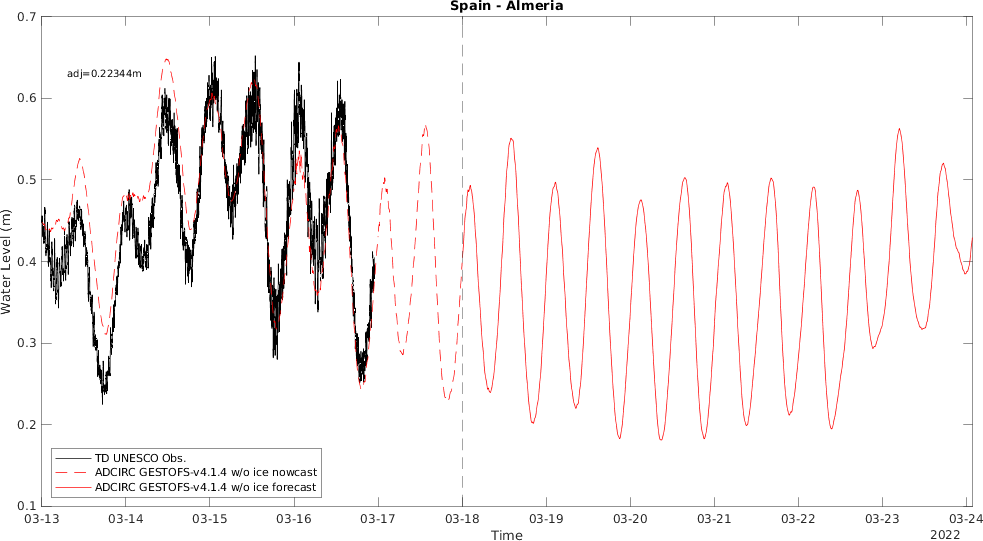 Spain - Almeria
0.7
0.6
0.5
0.4
0.3
0.2
0.1
Water Level (m)
adj=0.22344m
TD UNESCO Obs.
ADCIRC GESTOFS-v4.1.4 w/o ice nowcast
ADCIRC GESTOFS-v4.1.4 w/o ice forecast
03-13 03-14 03-15 03-16 03-17 03-18 03-19 03-20 03-21 03-22 03-23 03-24
Time
2022